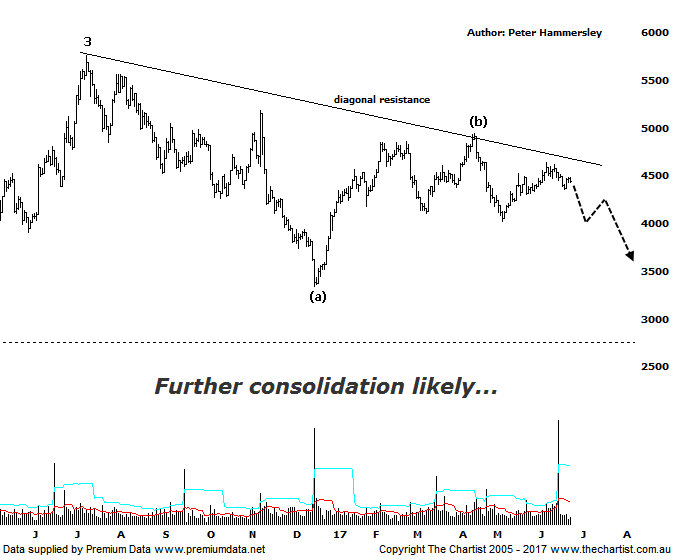 Author: Peter Hammersley
6000
3
5500
diagonal resistance
5000
(b)
4500
4000
3500
(a)
3000
2500
Further consolidation likely...
J J A S O N D 17 F M A M J J A
Data supplied by Premium Data www.premiumdata.net
Copyright The Chartist 2005 - 2017 www.thechartist.com.au